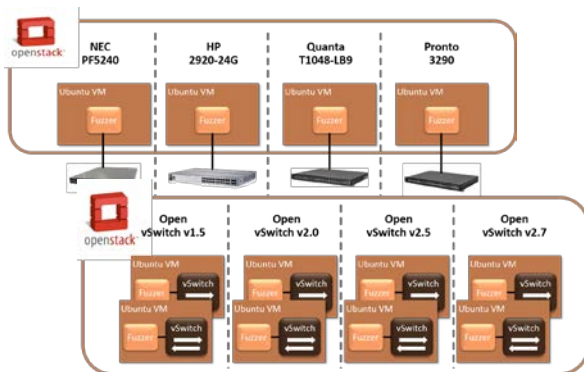 openstack
NEC
PF5240
HP
2920-24G
Quanta
T1048-LB9
Pronto
3290
Ubuntu VM
Fuzzer
Ubuntu VM
Fuzzer
Ubuntu VM
Fuzzer
Ubuntu VM
Fuzzer
openstack
Open
vSwitch v1.5
Open
vSwitch v2.0
Open
vSwitch v2.5
Open
vSwitch v2.7
Ubuntu VM
Fuzzer
vSwitch
Ubuntu VM
Fuzzer
vSwitch
Ubuntu VM
Fuzzer
vSwitch
Ubuntu VM
Fuzzer
vSwitch
Ubuntu VM
Fuzzer
vSwitch
Ubuntu VM
Fuzzer
vSwitch
Ubuntu VM
Fuzzer
vSwitch
Ubuntu VM
Fuzzer
vSwitch